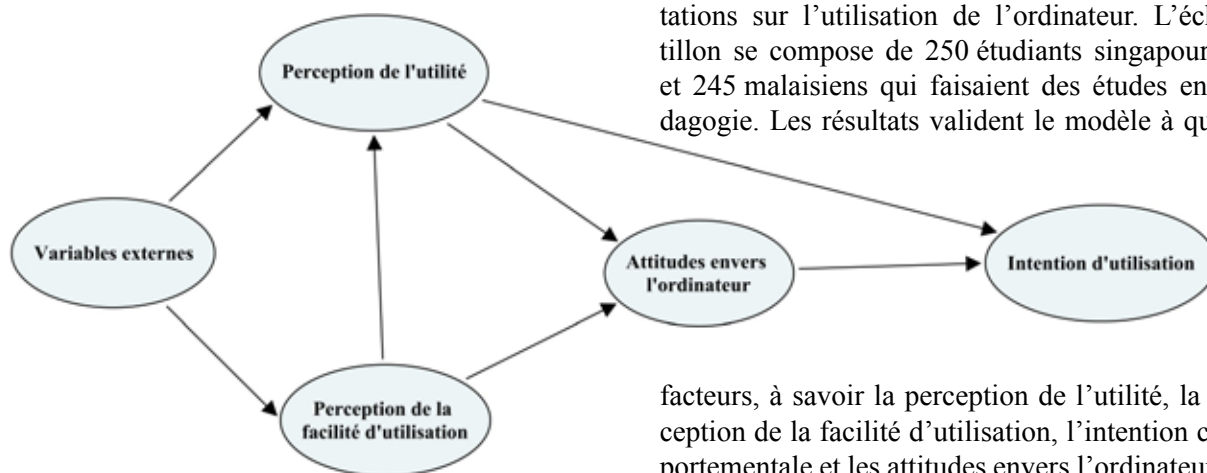 tations sur l’utilisation de l’ordinateur. L’écl
tillon se compose de 250 étudiants singapour
et 245 malaisiens qui faisaient des études en
dagogie. Les résultats valident le modèle à qu
Perception de l'utilité
Variables externes
Attitudes envers
l'ordinateur
Intention d'utilisation
Perception de la
facilité d'utilisation
facteurs, à savoir la perception de l’utilité, la
ception de la facilité d’utilisation, l’intention c
portementale et les attitudes envers l’ordinateur